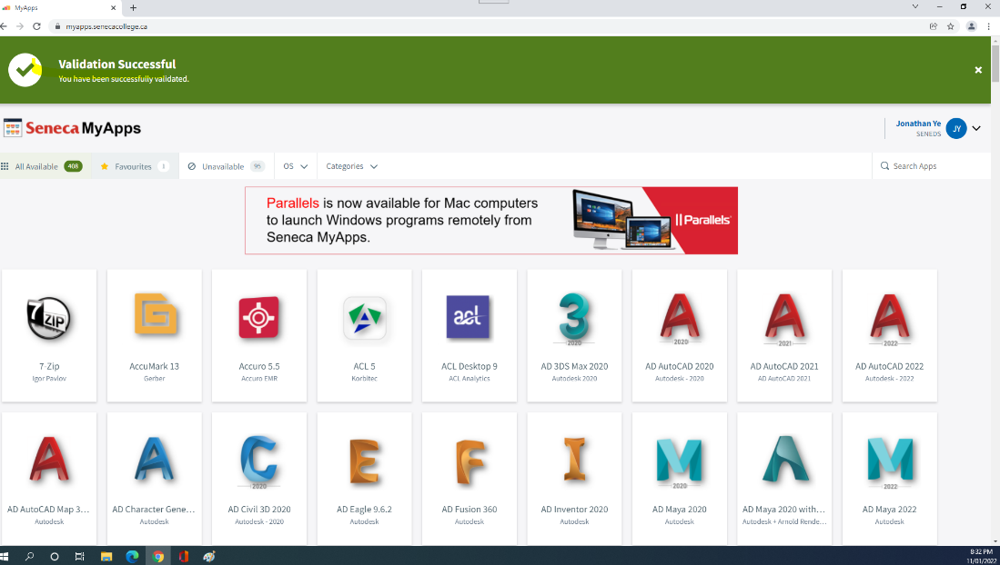 MyApps
myapps.senecacollege.ca
Validation Successful
You have been successfully validated.
Seneca MyApps
Jonathan Ye
SENEDS
JY
All Available 408
Favourites 1
Unavailable 95
OS
Categories
Search Apps
Parallels is now available for Mac computers
to launch Windows programs remotely from
Seneca MyApps.
Parallels
7 ZIP
acl
2020
2020
2021
2022
7-Zip
AccuMark 13
Accuro 5.5
ACL 5
ACL Desktop 9
AD 3DS Max 2020
AD AutoCAD 2020
AD AutoCAD 2021
AD AutoCAD 2022
Igor Pavlov
Gerber
Accuro EMR
Korbitec
ACL Analytics
Autodesk 2020
Autodesk - 2020
AD AutoCAD 2021
Autodesk - 2022
2020
2020
2022
AD AutoCAD Map 3...
AD Character Gene...
AD Civil 3D 2020
AD Eagle 9.6.2
AD Fusion 360
AD Inventor 2020
AD Maya 2020
AD Maya 2020 with...
AD Maya 2022
Autodesk
Autodesk
Autodesk - 2020
Autodesk
Autodesk
Autodesk
Autodesk
Autodesk + Arnold Rende...
Autodesk
8:32 PM
11/01/2022